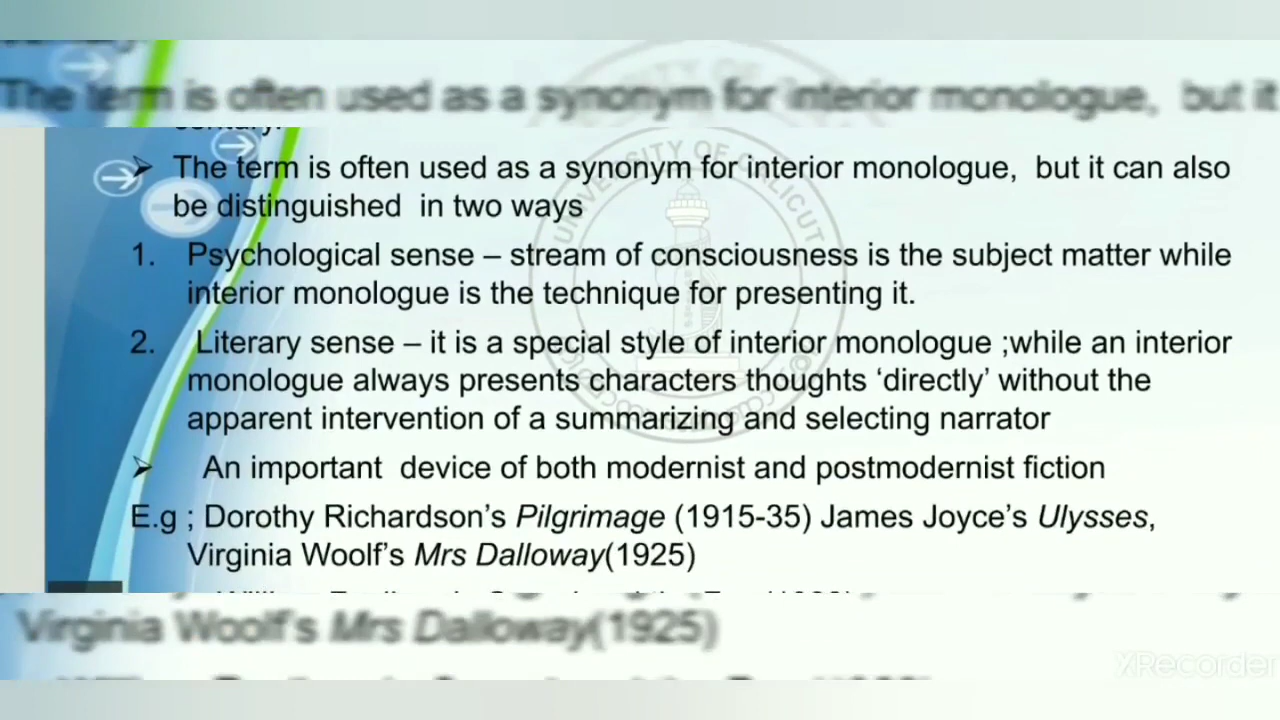 The term is often used as a synonym for interior monologue, but it
century.
The term is often used as a synonym for interior monologue, but it can also
be distinguished in two ways
1. Psychological sense – stream of consciousness is the subject matter while
interior monologue is the technique for presenting it.
2. Literary sense – it is a special style of interior monologue ;while an interior
monologue always presents characters thoughts ‘directly’ without the
apparent intervention of a summarizing and selecting narrator
An important device of both modernist and postmodernist fiction
E.g ; Dorothy Richardson’s Pilgrimage (1915-35) James Joyce’s Ulysses,
Virginia Woolf’s Mrs Dalloway(1925)
Virginia Woolf’s Mrs Dalloway(1925)
UNIVERSITY OF CALICUT
XRecorder